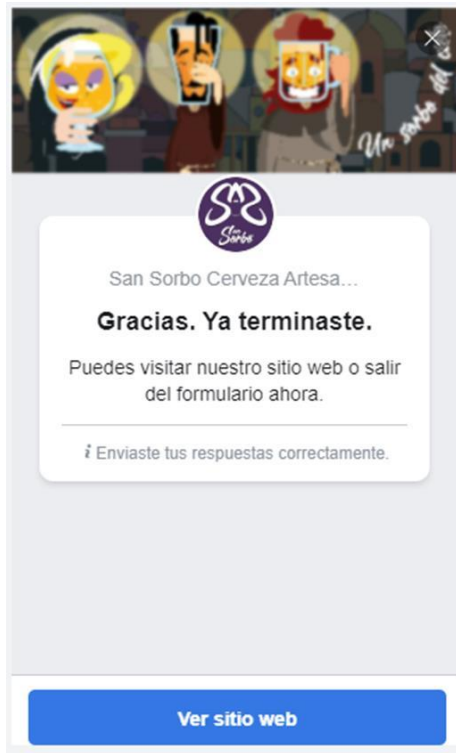 Un sorbo del c
San Sorbo
San Sorbo Cerveza Artesa...
Gracias. Ya terminaste.
Puedes visitar nuestro sitio web o salir
del formulario ahora.
i Enviaste tus respuestas correctamente.
Ver sitio web